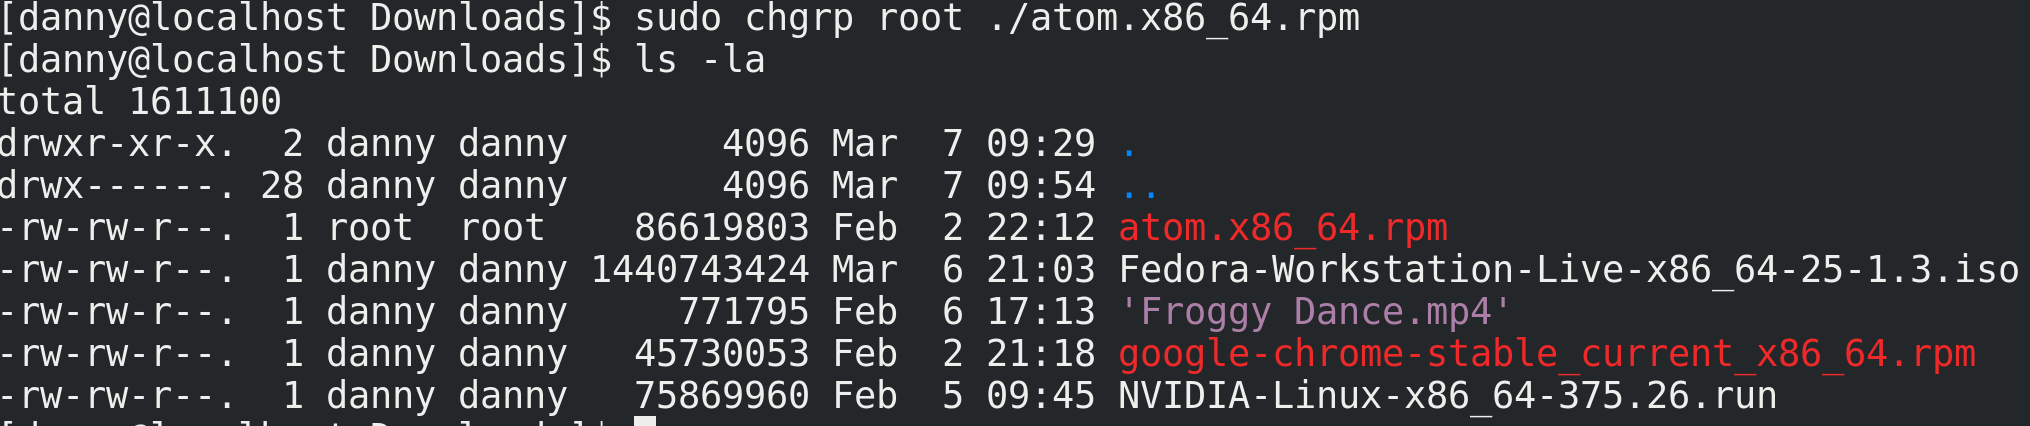 [danny@localhost Downloads]$ sudo chgrp root ./atom.x86_64.rpm
[danny@localhost Downloads]$ ls -la
total 1611100
drwxr-xr-x.  2 danny danny       4096 Mar  7 09:29 .
drwx------. 28 danny danny       4096 Mar  7 09:54 ..
-rw-rw-r--.  1 root  root    86619803 Feb  2 22:12 atom.x86_64.rpm
-rw-rw-r--.  1 danny danny 1440743424 Mar  6 21:03 Fedora-Workstation-Live-x86_64-25-1.3.iso
-rw-rw-r--.  1 danny danny     771795 Feb  6 17:13 'Froggy Dance.mp4'
-rw-rw-r--.  1 danny danny   45730053 Feb  2 21:18 google-chrome-stable_current_x86_64.rpm
-rw-rw-r--.  1 danny danny   75869960 Feb  5 09:45 NVIDIA-Linux-x86_64-375.26.run
[danny@localhost Downloads]$